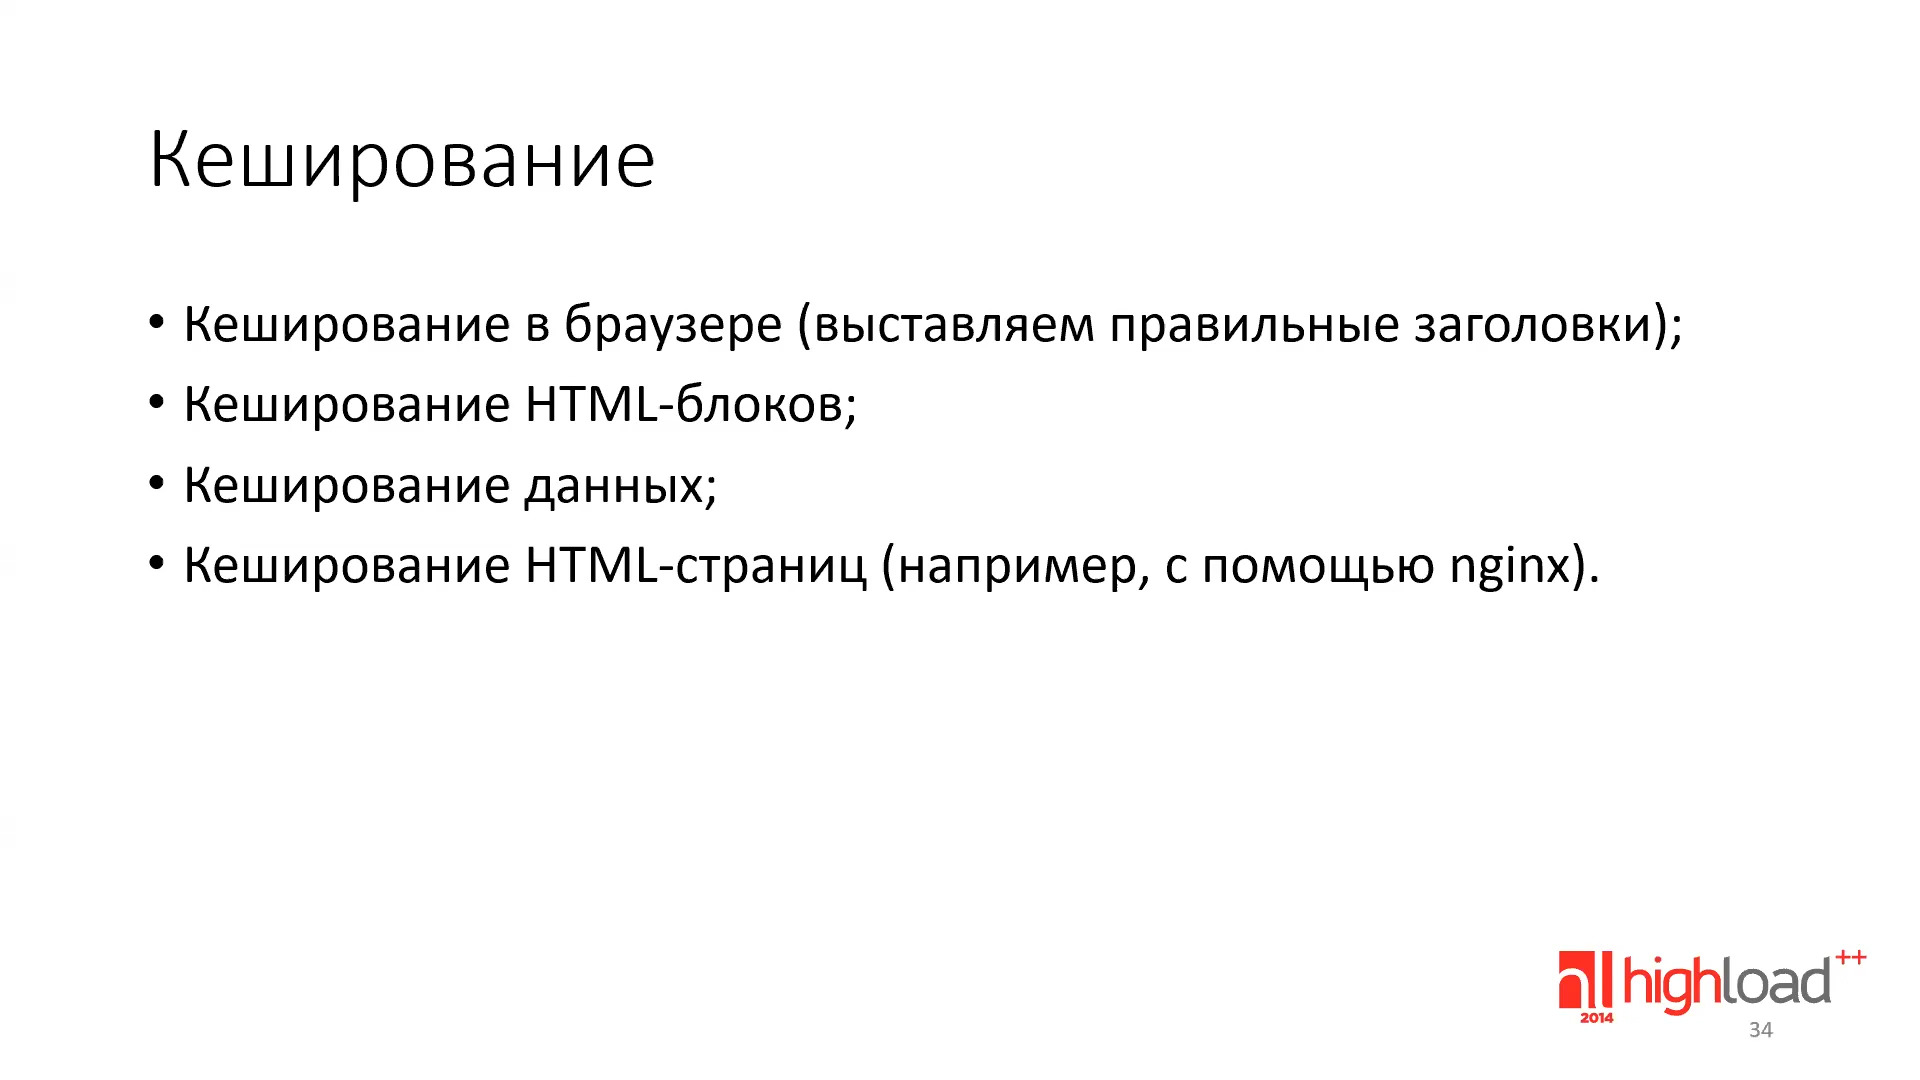 Кеширование
• Кеширование в браузере (выставляем правильные заголовки);
• Кеширование HTML-блоков;
• Кеширование данных;
• Кеширование HTML-страниц (например, с помощью nginx).
highload++
2014
34